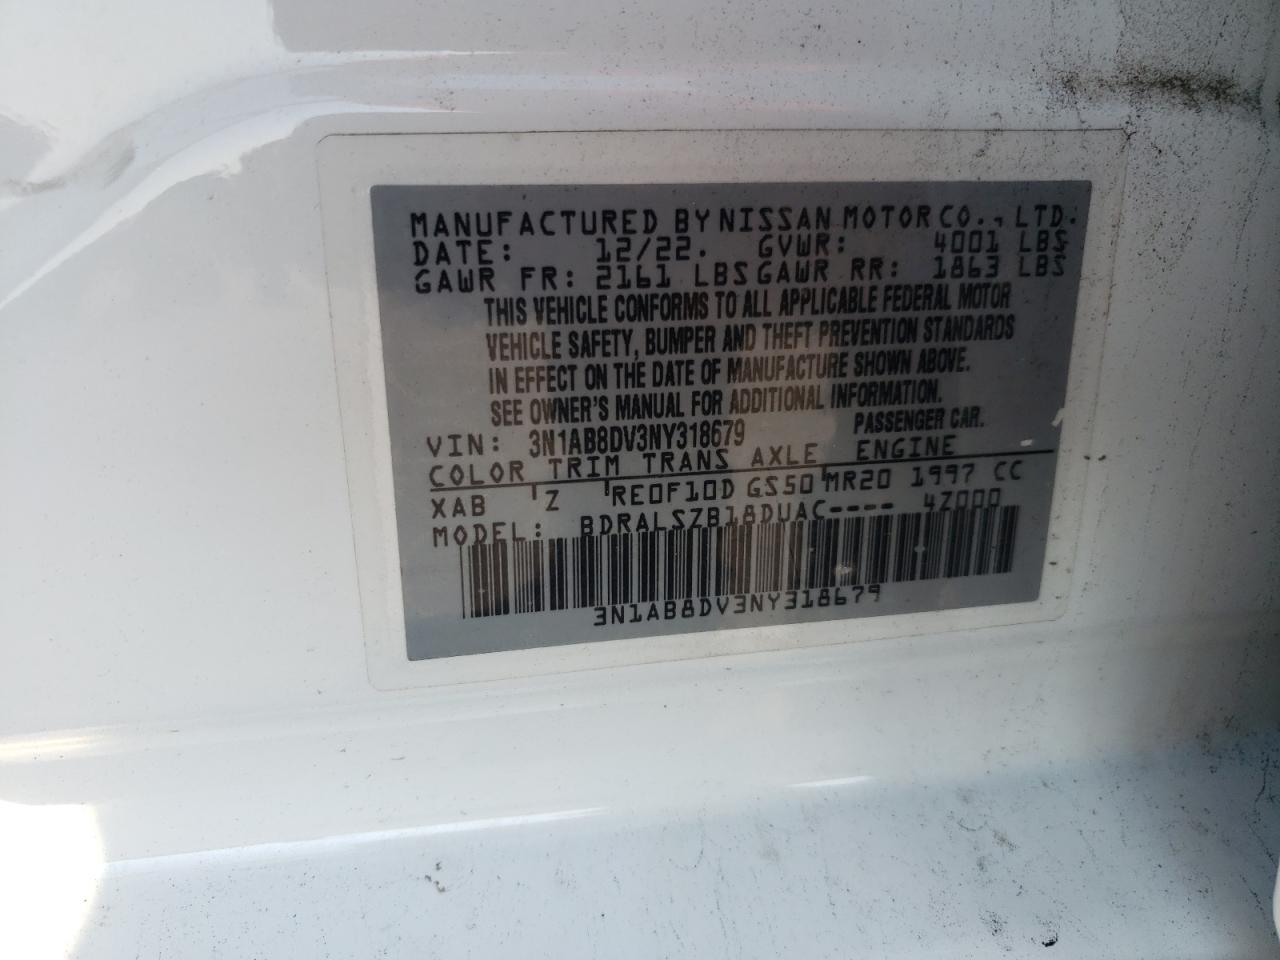 MANUFACTURED BY NISSAN MOTOR CO., LTD.
DATE: 12/22. GVWR: 4001 LBS
GAWR FR: 2161 LBS GAWR RR: 1863 LBS
THIS VEHICLE CONFORMS TO ALL APPLICABLE FEDERAL MOTOR
VEHICLE SAFETY, BUMPER AND THEFT PREVENTION STANDARDS
IN EFFECT ON THE DATE OF MANUFACTURE SHOWN ABOVE.
SEE OWNER'S MANUAL FOR ADDITIONAL INFORMATION.
VIN: 3N1AB8DV3NY318679 PASSENGER CAR.
COLOR TRIM TRANS AXLE ENGINE
XAB Z RE0F10D GS50 MR20 1997 CC
MODEL: BDRALSZB18DUAC---- 4Z000
3N1AB8DV3NY318679